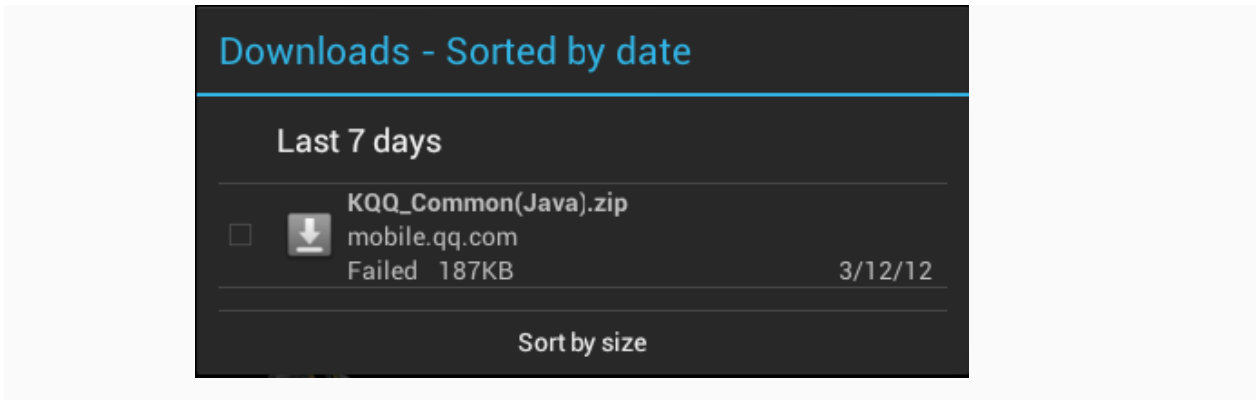 Downloads - Sorted by date
Last 7 days
KQQ_Common(Java).zip
mobile.qq.com
Failed 187KB 3/12/12
Sort by size